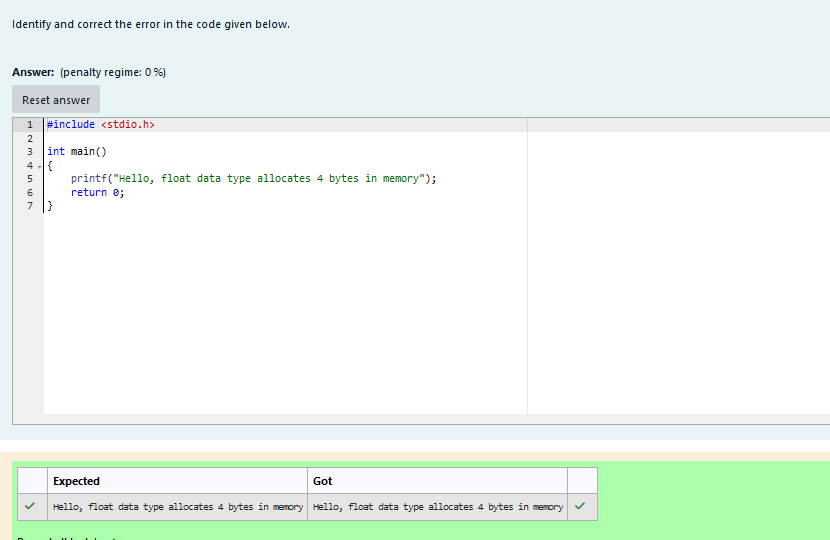 Identify and correct the error in the code given below.
Answer: (penalty regime: 0 %)
Reset answer
1 #include <stdio.h>
2
3 int main()
4 {
5 printf("Hello, float data type allocates 4 bytes in memory");
6 return 0;
7 }
Expected Got
Hello, float data type allocates 4 bytes in memory Hello, float data type allocates 4 bytes in memory